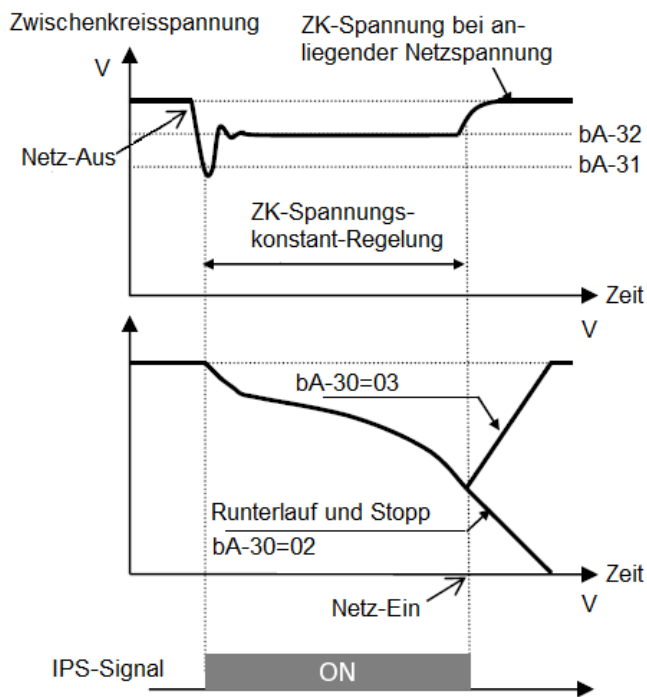 Zwischenkreisspannung
ZK-Spannung bei an-
liegender Netzspannung
V
bA-32
Netz-Aus
bA-31
ZK-Spannungs-
konstant-Regelung
Zeit
V
bA-30=03
Runterlauf und Stopp
bA-30=02
Zeit
Netz-Ein
V
IPS-Signal
ON